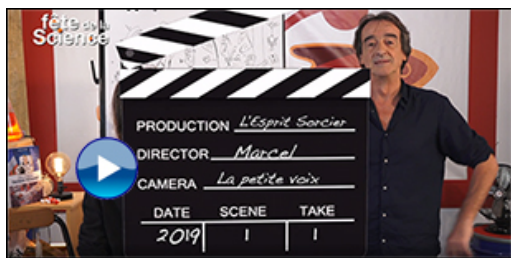 fête de la
Science
PRODUCTION L'Esprit Sorcier
DIRECTOR Marcel
CAMERA La petite voix
DATE SCENE TAKE
2019 1 1